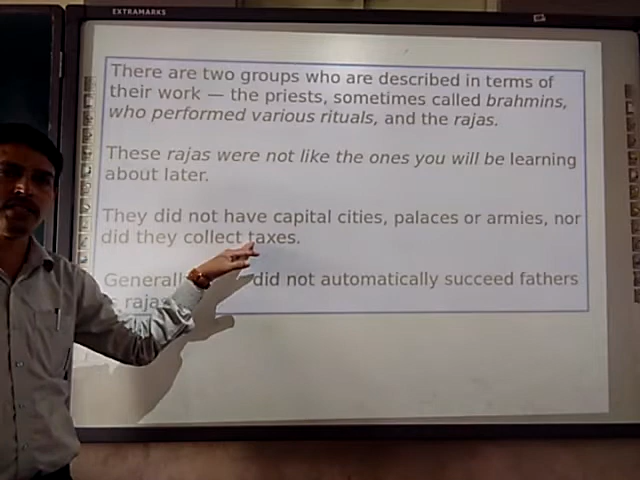 EXTRAMARKS
There are two groups who are described in terms of
their work — the priests, sometimes called brahmins,
who performed various rituals, and the rajas.
These rajas were not like the ones you will be learning
about later.
They did not have capital cities, palaces or armies, nor
did they collect taxes.
did not automatically succeed fathers
rajas